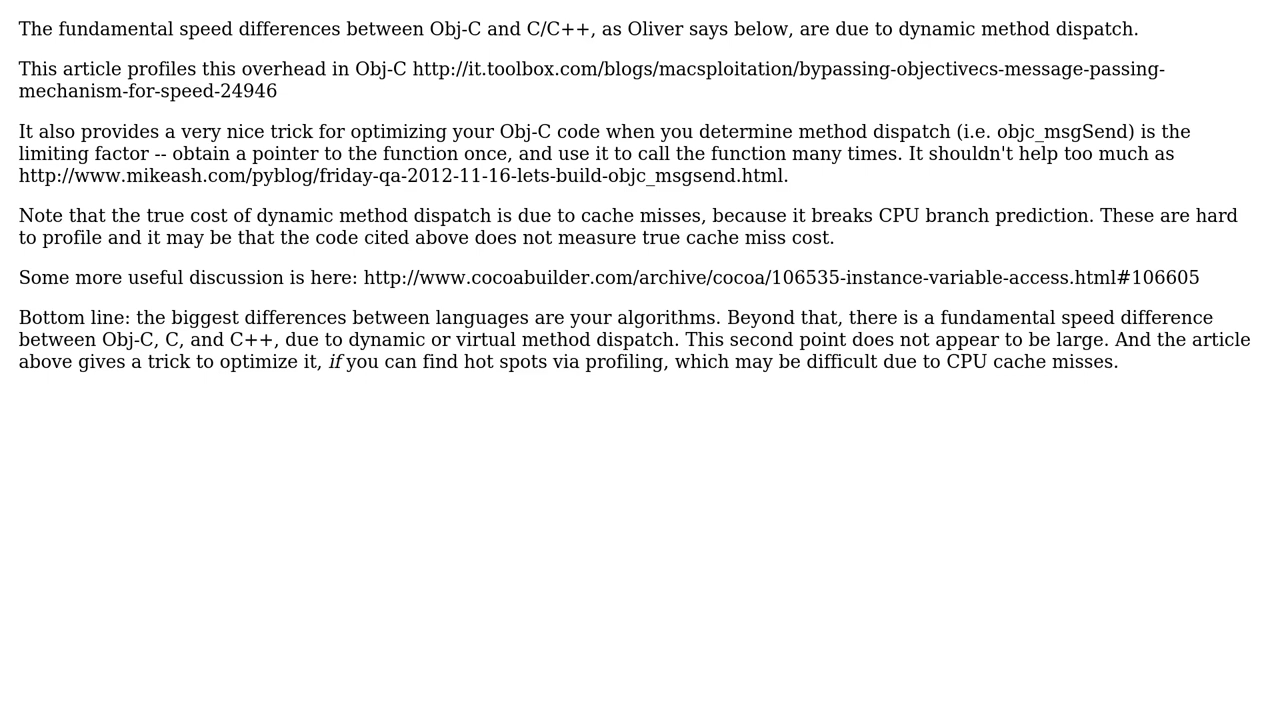 The fundamental speed differences between Obj-C and C/C++, as Oliver says below, are due to dynamic method dispatch.
This article profiles this overhead in Obj-C http://it.toolbox.com/blogs/macsploitation/bypassing-objectivecs-message-passing-
mechanism-for-speed-24946
It also provides a very nice trick for optimizing your Obj-C code when you determine method dispatch (i.e. objc_msgSend) is the
limiting factor -- obtain a pointer to the function once, and use it to call the function many times. It shouldn't help too much as
http://www.mikeash.com/pyblog/friday-qa-2012-11-16-lets-build-objc_msgsend.html.
Note that the true cost of dynamic method dispatch is due to cache misses, because it breaks CPU branch prediction. These are hard
to profile and it may be that the code cited above does not measure true cache miss cost.
Some more useful discussion is here: http://www.cocoabuilder.com/archive/cocoa/106535-instance-variable-access.html#106605
Bottom line: the biggest differences between languages are your algorithms. Beyond that, there is a fundamental speed difference
between Obj-C, C, and C++, due to dynamic or virtual method dispatch. This second point does not appear to be large. And the article
above gives a trick to optimize it, if you can find hot spots via profiling, which may be difficult due to CPU cache misses.